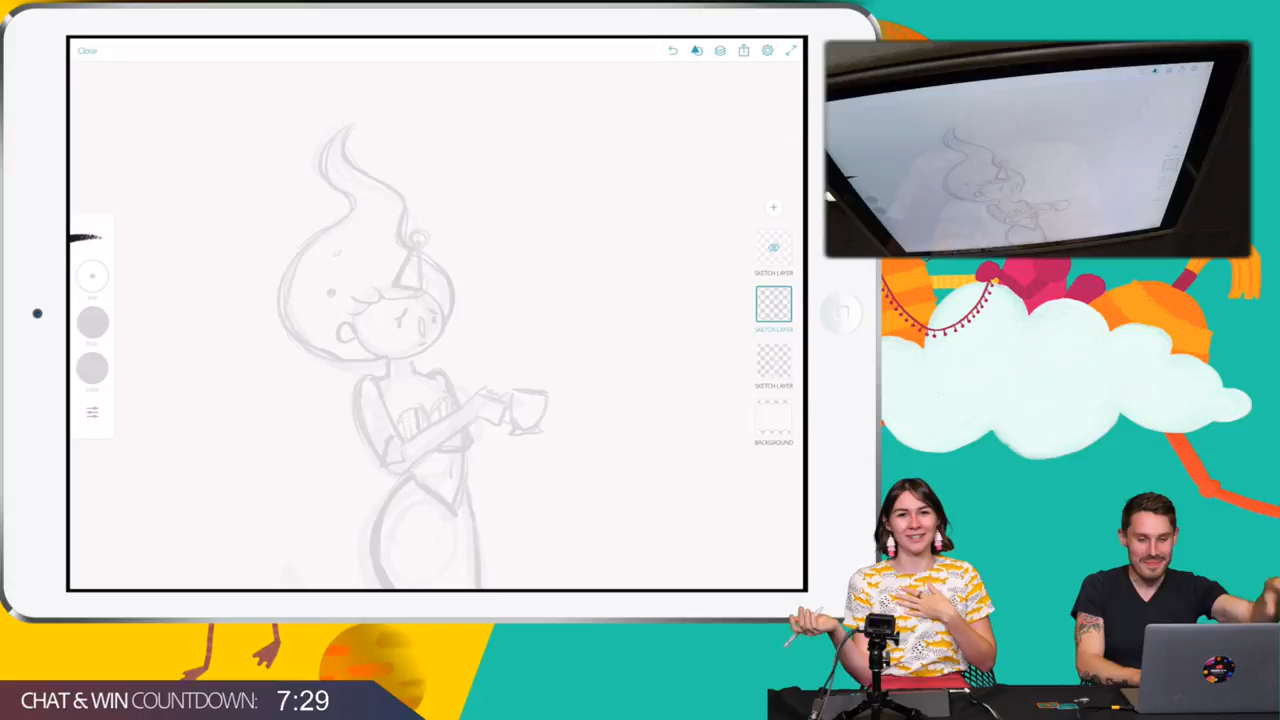 Close
SKETCH LAYER
SKETCH LAYER
SKETCH LAYER
BACKGROUND
CHAT & WIN COUNTDOWN: 7:29